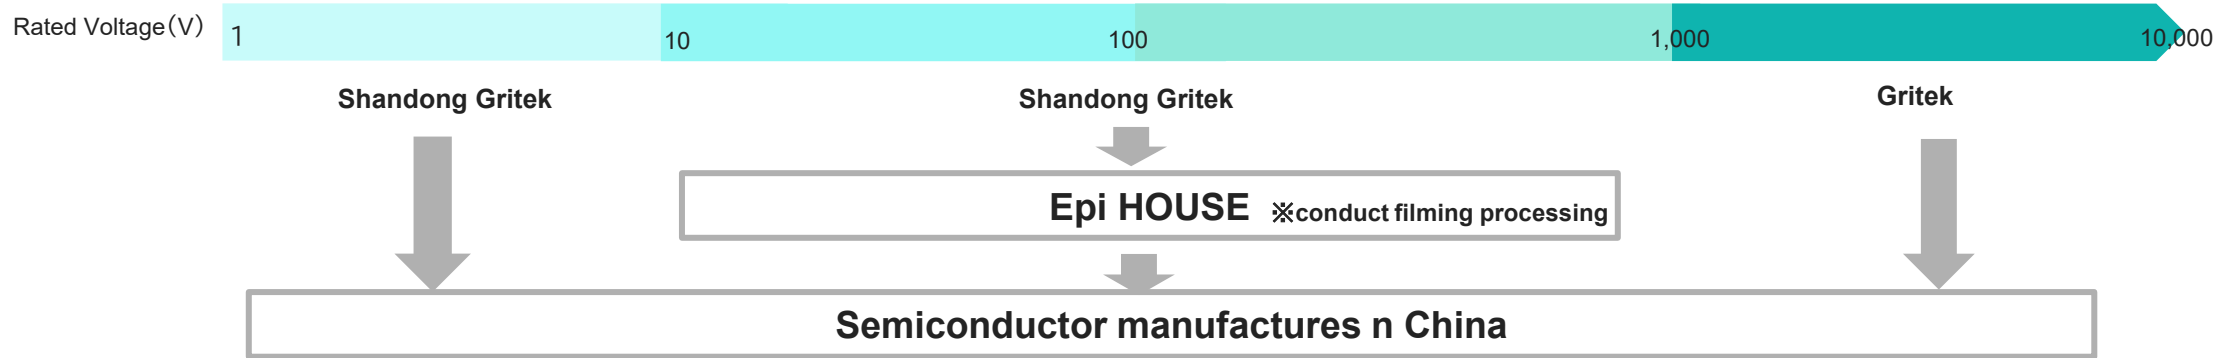 Rated Voltage（V） 1 10 100 1,000 10,000
Shandong Gritek Shandong Gritek Gritek
Epi HOUSE ※conduct filming processing
Semiconductor manufactures n China